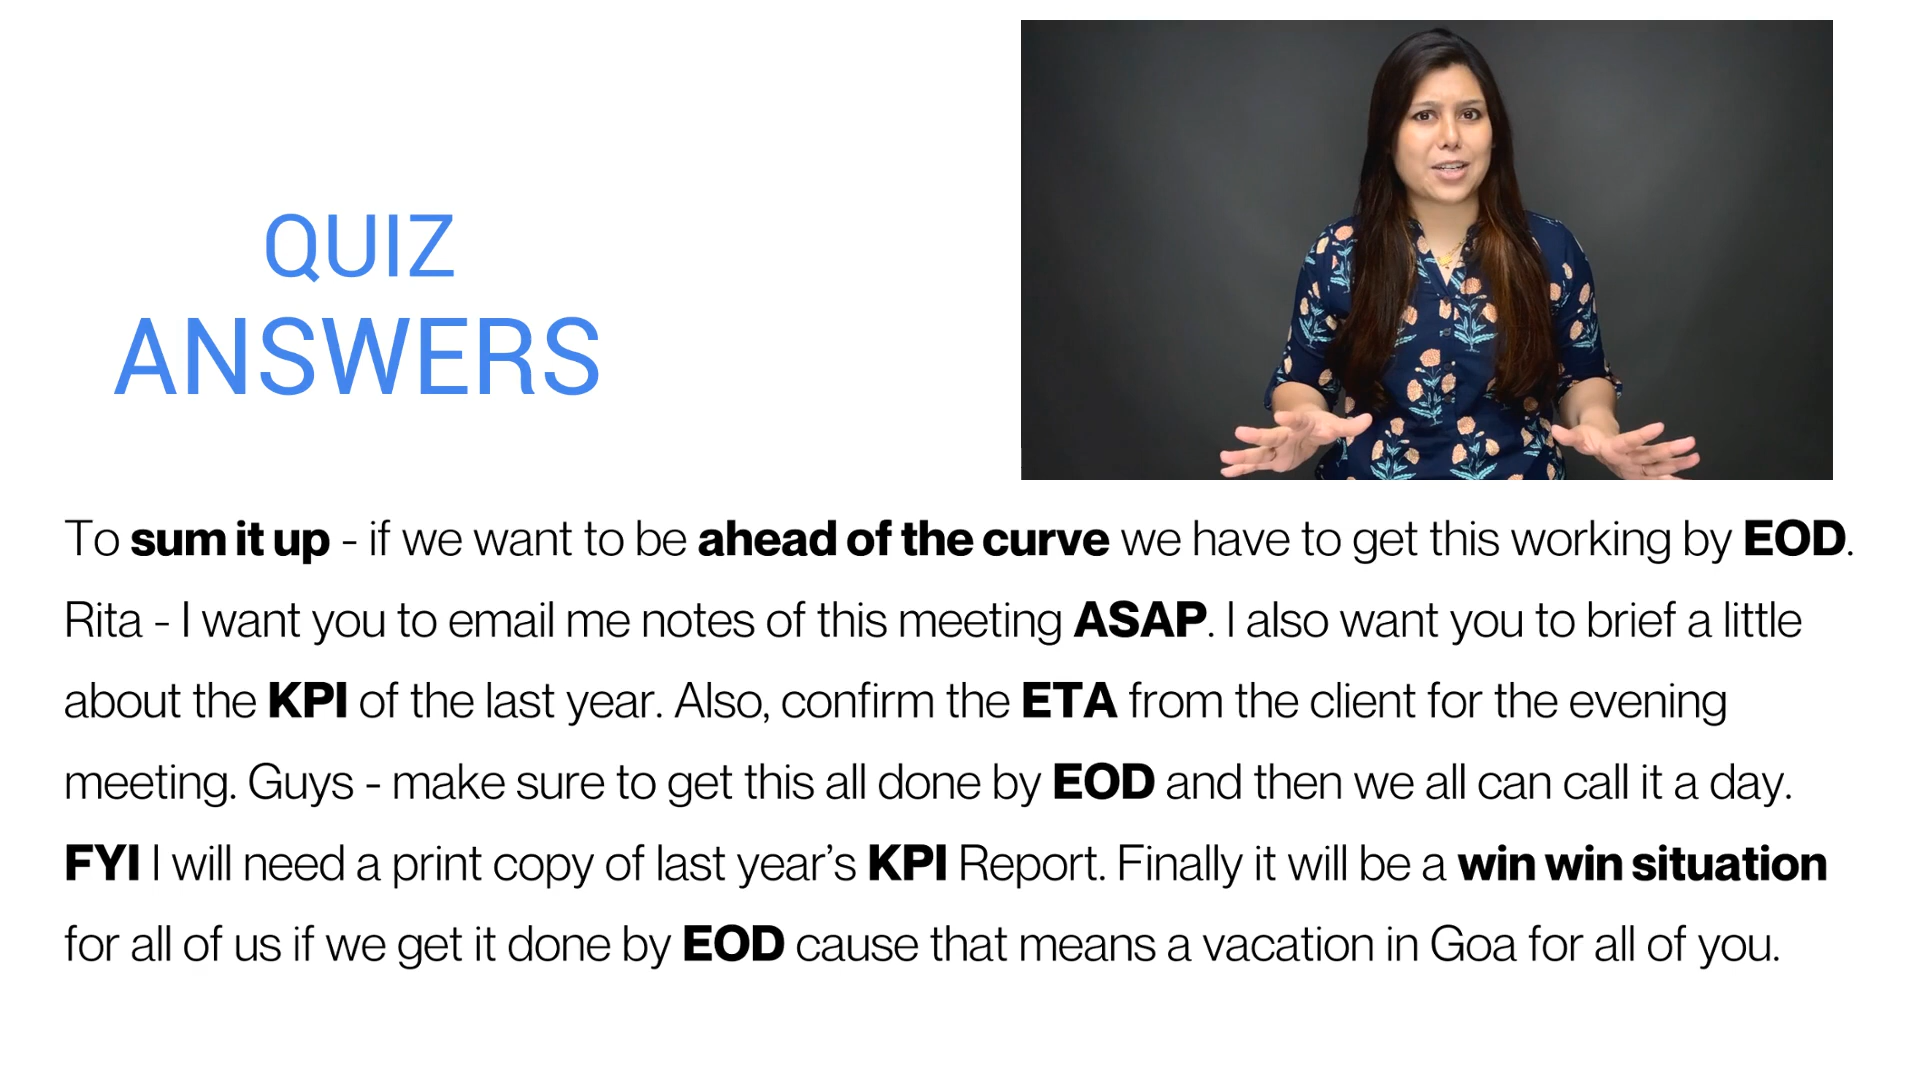 QUIZ
ANSWERS
To sum it up - if we want to be ahead of the curve we have to get this working by EOD.
Rita - I want you to email me notes of this meeting ASAP. I also want you to brief a little
about the KPI of the last year. Also, confirm the ETA from the client for the evening
meeting. Guys - make sure to get this all done by EOD and then we all can call it a day.
FYI I will need a print copy of last year’s KPI Report. Finally it will be a win win situation
for all of us if we get it done by EOD cause that means a vacation in Goa for all of you.